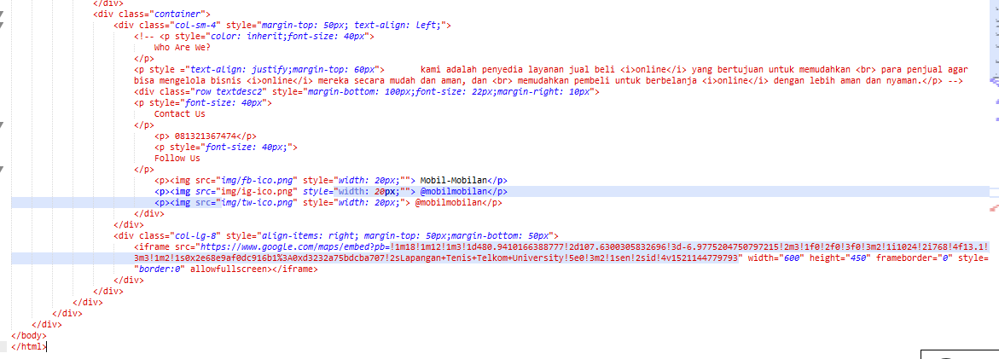 </div>
<div class="container">
<div class="col-sm-4" style="margin-top: 50px; text-align: left;">
<!-- <p style="color: inherit;font-size: 40px">
Who Are We?
</p>
<p style ="text-align: justify;margin-top: 60px"> kami adalah penyedia layanan jual beli <i>online</i> yang bertujuan untuk memudahkan <br> para penjual agar
bisa mengelola bisnis <i>online</i> mereka secara mudah dan aman, dan <br> memudahkan pembeli untuk berbelanja <i>online</i> dengan lebih aman dan nyaman.</p> -->
<div class="row textdesc2" style="margin-bottom: 100px;font-size: 22px;margin-right: 10px">
<p style="font-size: 40px">
Contact Us
</p>
<p> 081321367474</p>
<p style="font-size: 40px;">
Follow Us
</p>
<p><img src="img/fb-ico.png" style="width: 20px;""> Mobil-Mobilan</p>
<p><img src="img/ig-ico.png" style="width: 20px;""> @mobilmobilan</p>
<p><img src="img/tw-ico.png" style="width: 20px;"> @mobilmobilan</p>
</div>
</div>
<div class="col-lg-8" style="align-items: right; margin-top: 50px;margin-bottom: 50px">
<iframe src="https://www.google.com/maps/embed?pb=!1m18!1m12!1m3!1d480.9410166388777!2d107.6300305832696!3d-6.9775204750797215!2m3!1f0!2f0!3f0!3m2!1i1024!2i768!4f13.1!
3m3!1m2!1s0x2e68e9af0dc916b1%3A0xd3232a75bdcba707!2sLapangan+Tenis+Telkom+University!5e0!3m2!1sen!2sid!4v1521144779793" width="600" height="450" frameborder="0" style=
"border:0" allowfullscreen></iframe>
</div>
</div>
</div>
</div>
</div>
</body>
</html>